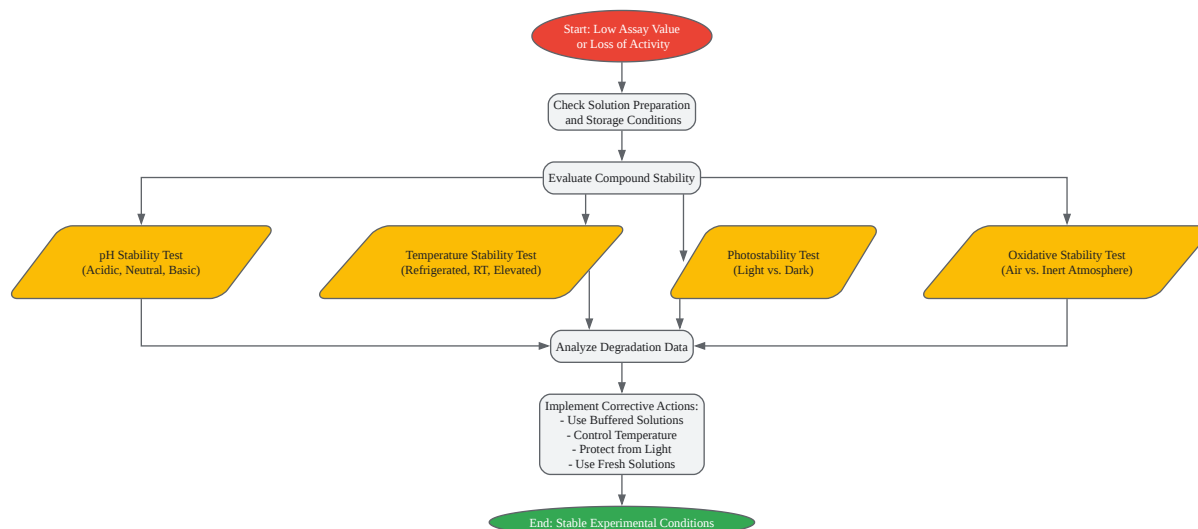 Start: Low Assay Value
or Loss of Activity
Check Solution Preparation
and Storage Conditions
Evaluate Compound Stability
pH Stability Test
(Acidic, Neutral, Basic)
Temperature Stability Test
(Refrigerated, RT, Elevated)
Photostability Test
(Light vs. Dark)
Oxidative Stability Test
(Air vs. Inert Atmosphere)
Analyze Degradation Data
Implement Corrective Actions:
- Use Buffered Solutions
- Control Temperature
- Protect from Light
- Use Fresh Solutions
End: Stable Experimental Conditions